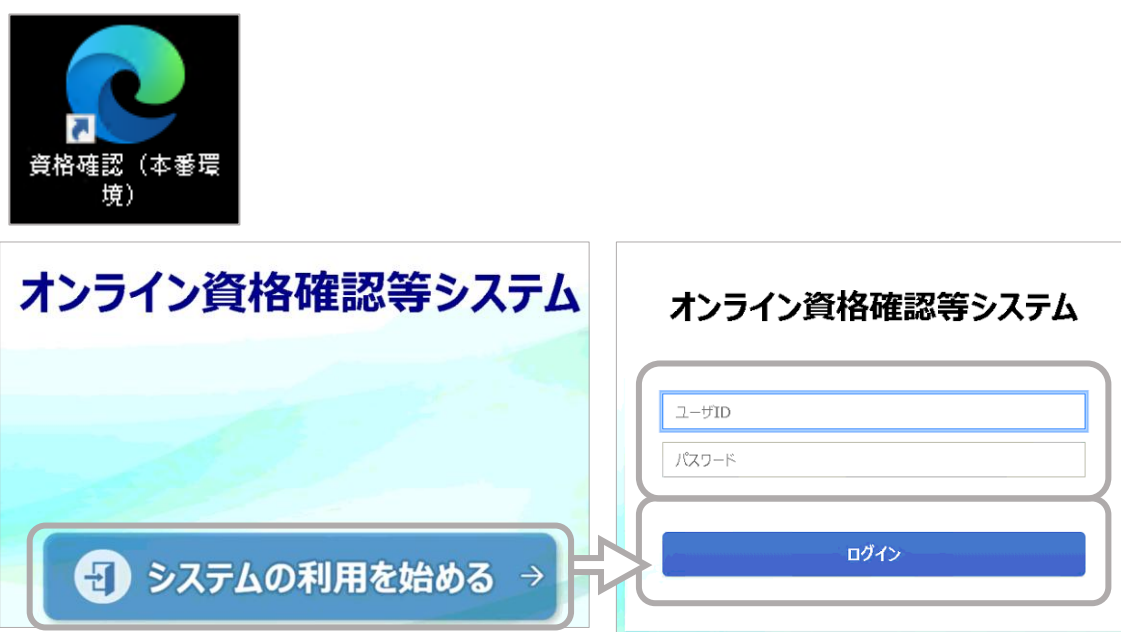 資格確認（本番環
境）
オンライン資格確認等システム
システムの利用を始める →
オンライン資格確認等システム
ユーザID
パスワード
ログイン